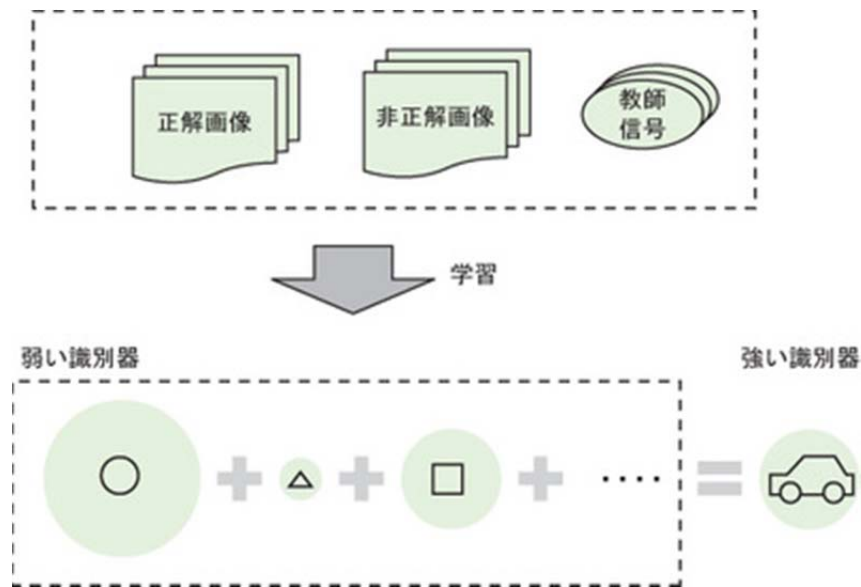 正解画像
非正解画像
教師
信号
学習
弱い識別器
強い識別器